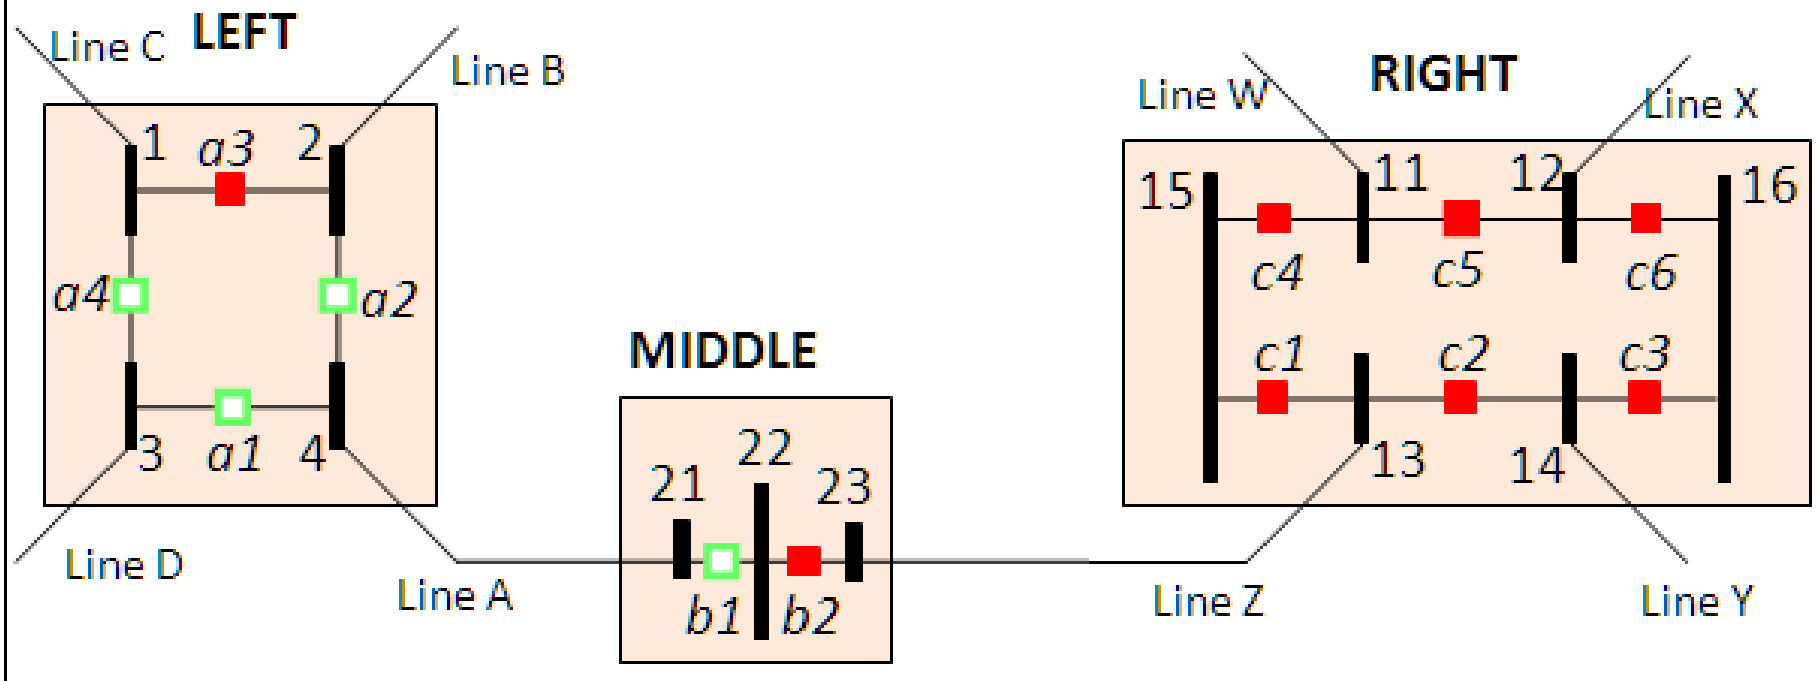 LEFT
Line C
Line B
1 a3 2
a4 a2
3 a1 4
Line D
Line A
MIDDLE
21 22 23
b1 b2
RIGHT
Line W
Line X
15 11 12 16
c4 c5 c6
c1 c2 c3
13 14
Line Z
Line Y